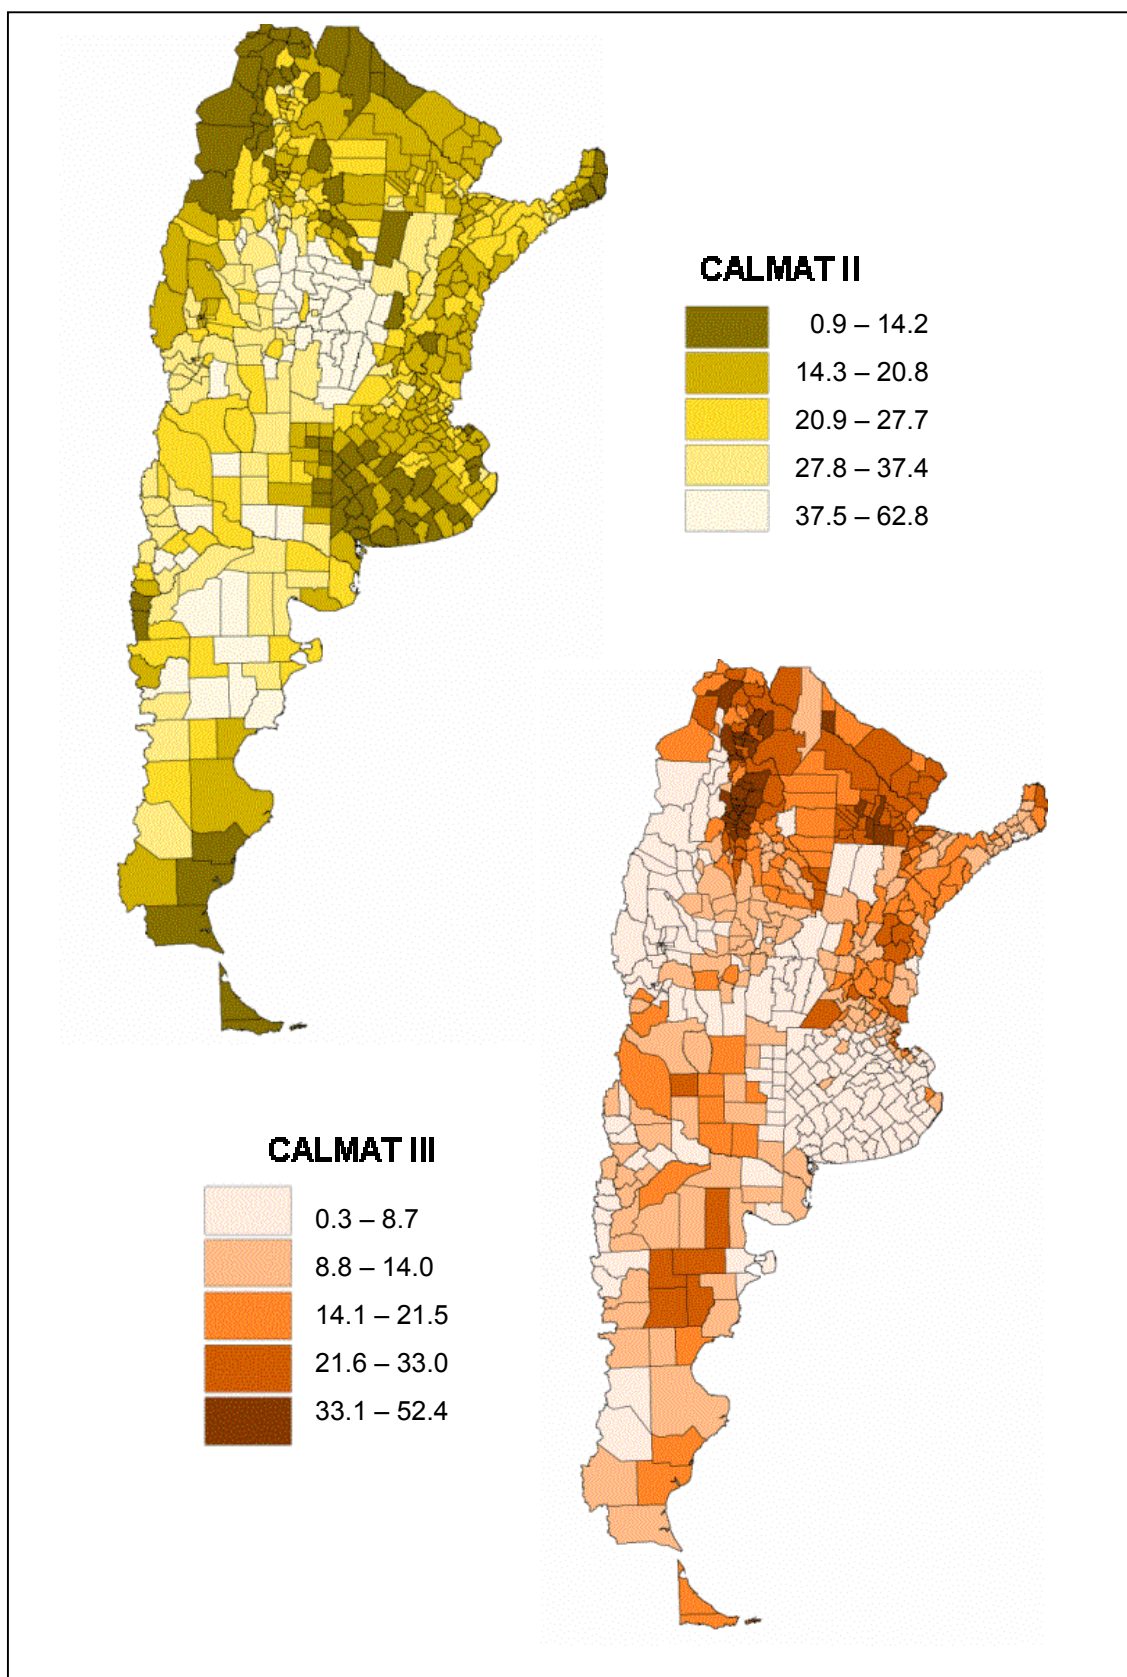 CALMAT II
0.9 – 14.2
14.3 – 20.8
20.9 – 27.7
27.8 – 37.4
37.5 – 62.8
CALMAT III
0.3 – 8.7
8.8 – 14.0
14.1 – 21.5
21.6 – 33.0
33.1 – 52.4